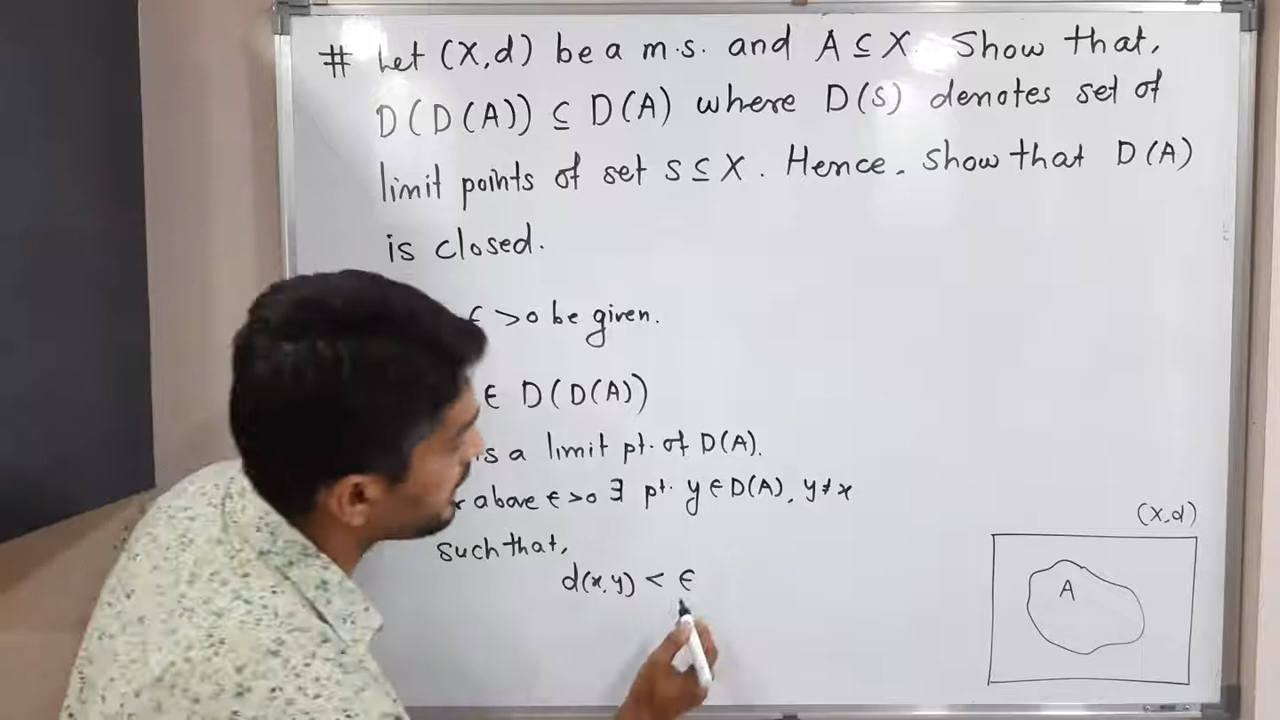 # Let (X,d) be a m.s. and A ⊆ X. Show that,
D(D(A)) ⊆ D(A) where D(S) denotes set of
limit points of set S ⊆ X. Hence, show that D(A)
is closed.
ϵ >0 be given.
∈ D(D(A))
is a limit pt. of D(A).
above ϵ >0 ∃ pt. y ∈ D(A), y ≠ x
such that,
d(x,y) < ϵ
(X,d)
A